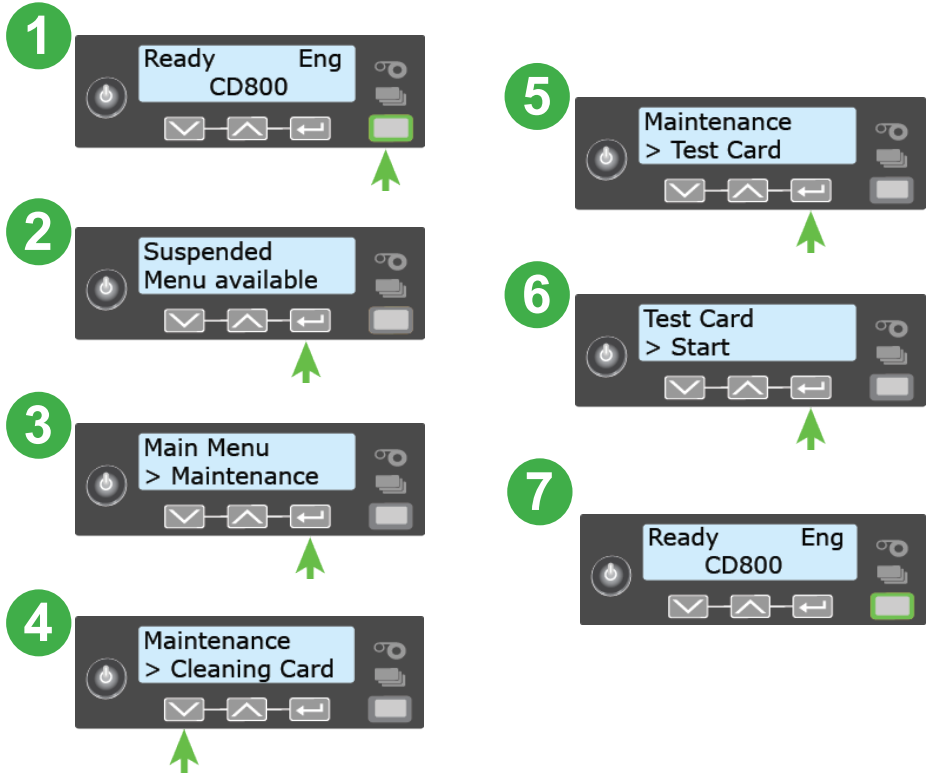 1
Ready Eng
CD800
2
Suspended
Menu available
3
Main Menu
> Maintenance
4
Maintenance
> Cleaning Card
5
Maintenance
> Test Card
6
Test Card
> Start
7
Ready Eng
CD800